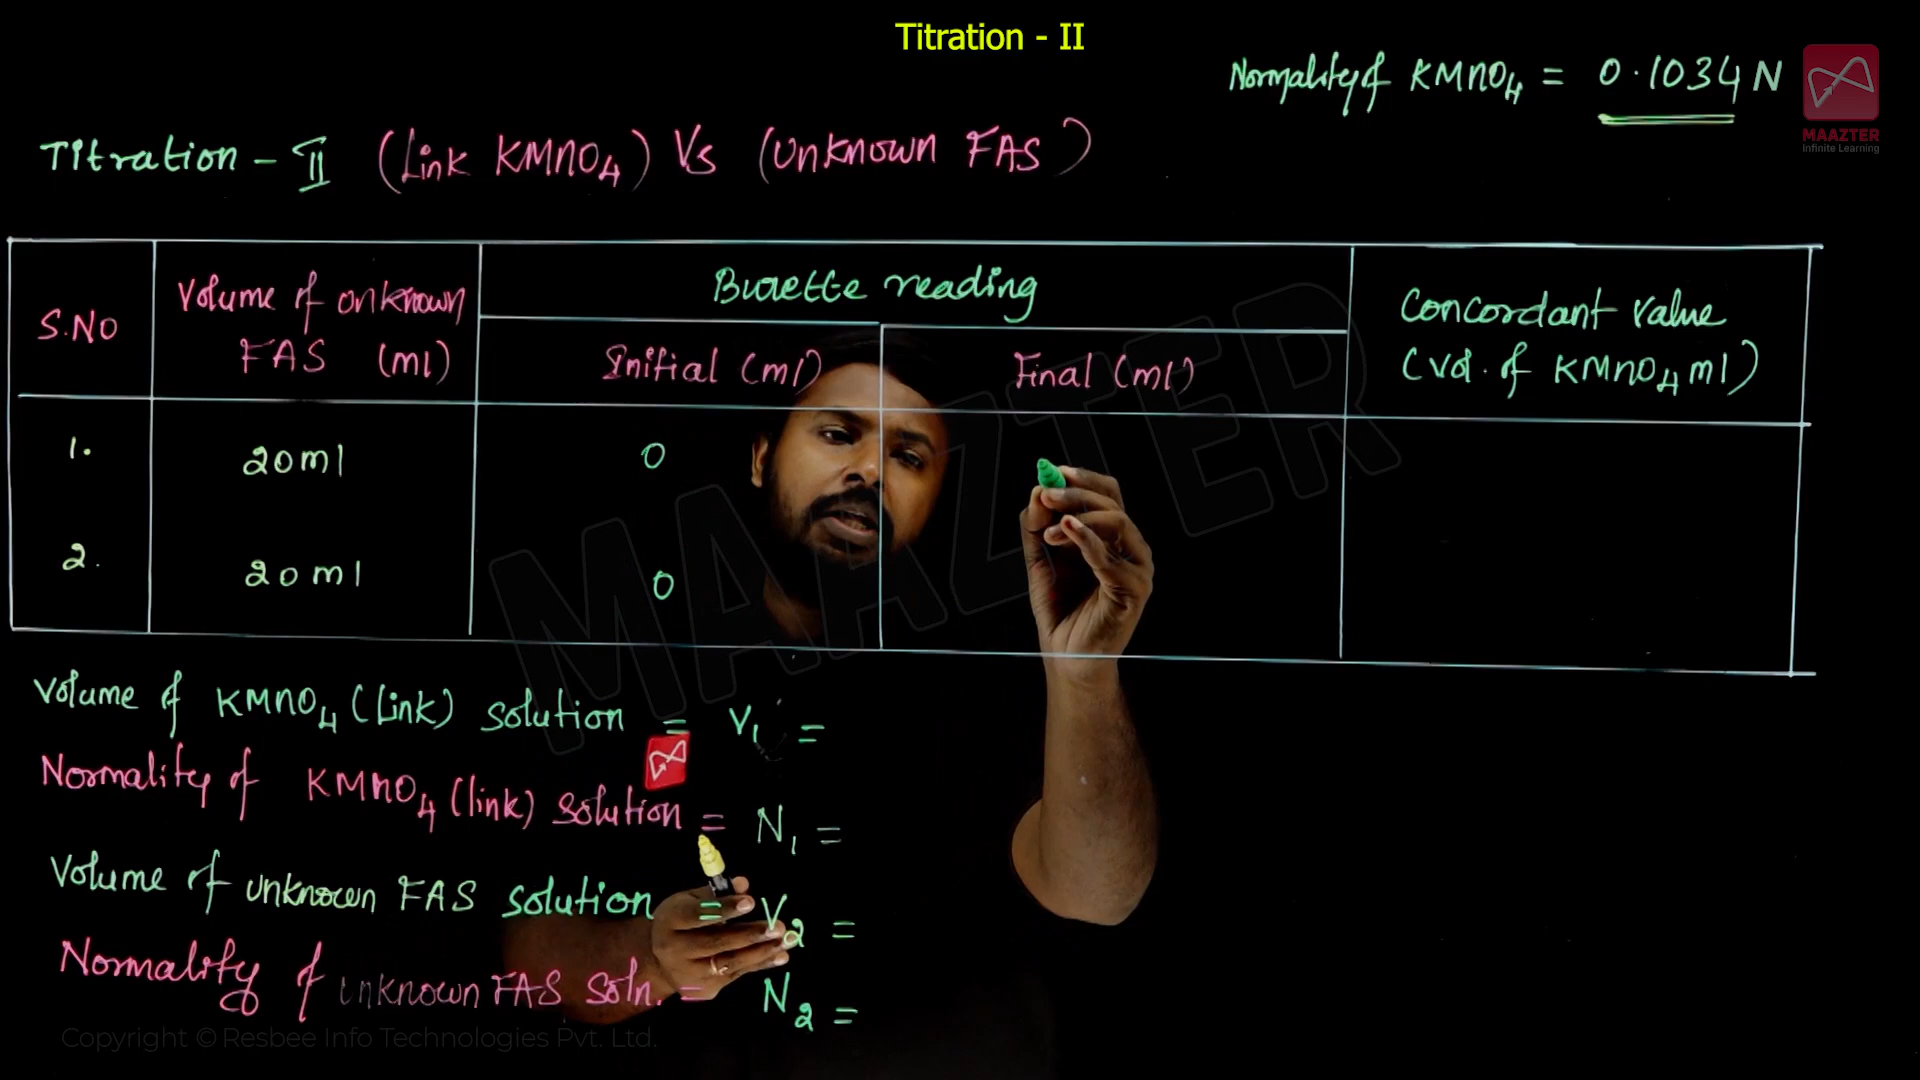 Titration - II
Normality of KMnO4 = 0.1034 N
MAAZTER
Infinite Learning
Titration - II (Link KMnO4) Vs (Unknown FAS)
S.NO
Volume of unknown FAS (ml)
Burette reading
Initial (ml)
Final (ml)
Concordant value
(Vol. of KMnO4 ml)
1. 20ml 0
2. 20ml 0
MAAZTER
Volume of KMnO4 (Link) solution = V1 =
Normality of KMnO4 (link) solution = N1 =
Volume of unknown FAS solution = V2 =
Normality of unknown FAS soln. = N2 =
Copyright © Resbee Info Technologies Pvt. Ltd.